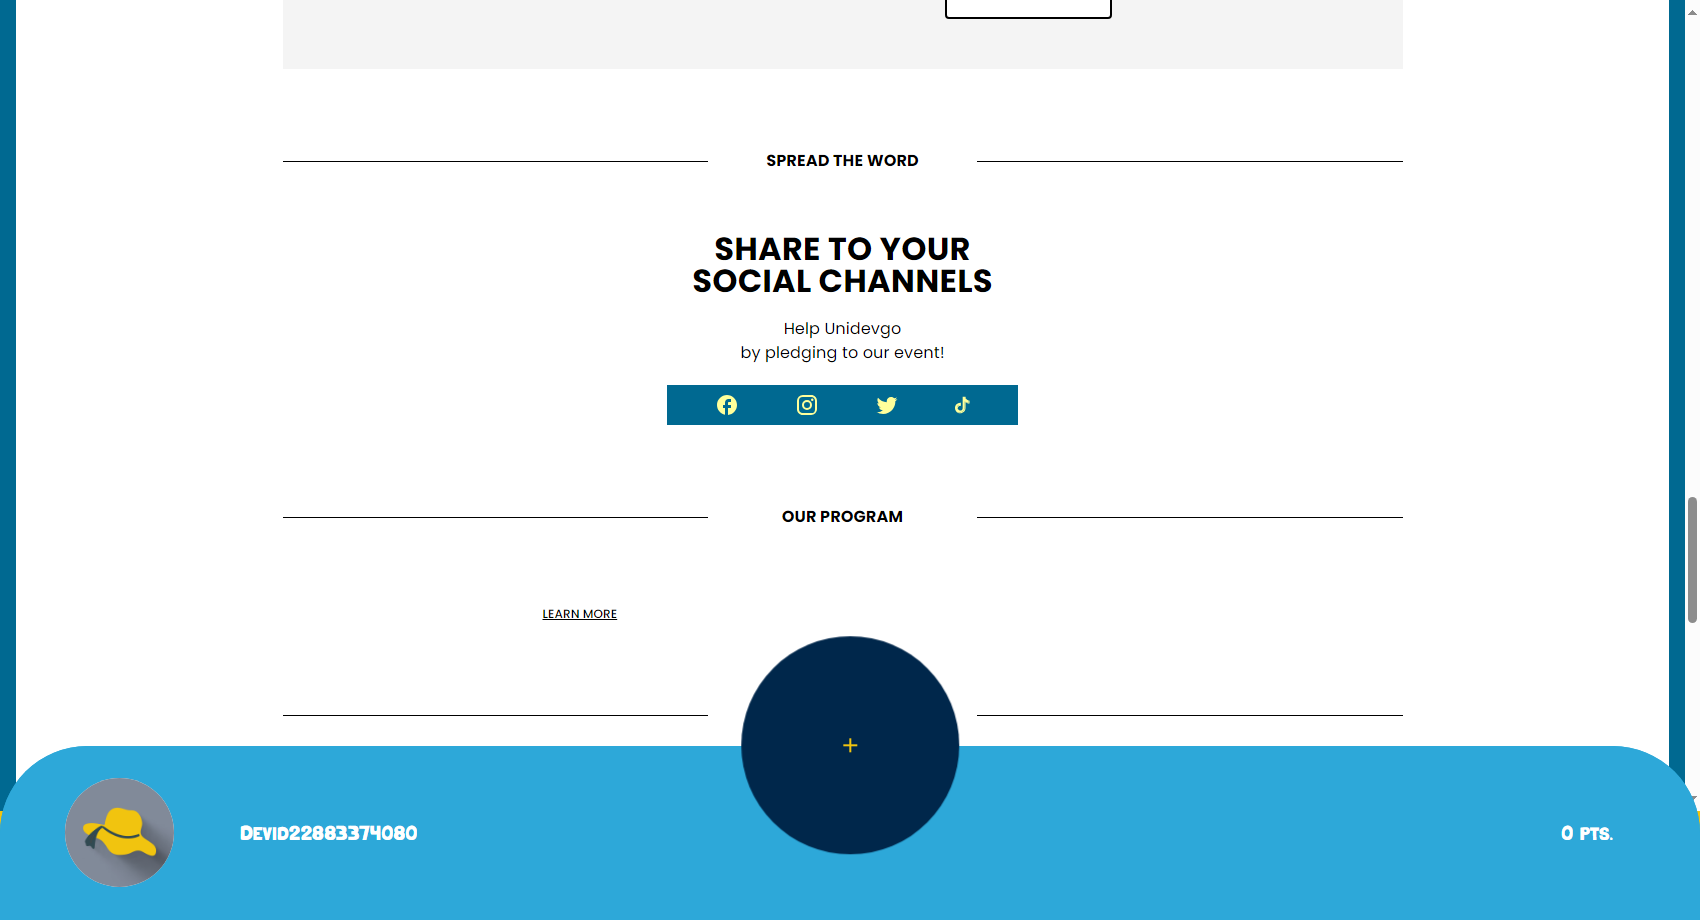 SPREAD THE WORD
SHARE TO YOUR
SOCIAL CHANNELS
Help Unidevgo
by pledging to our event!
OUR PROGRAM
LEARN MORE
+
Devid22883374080
0 pts.